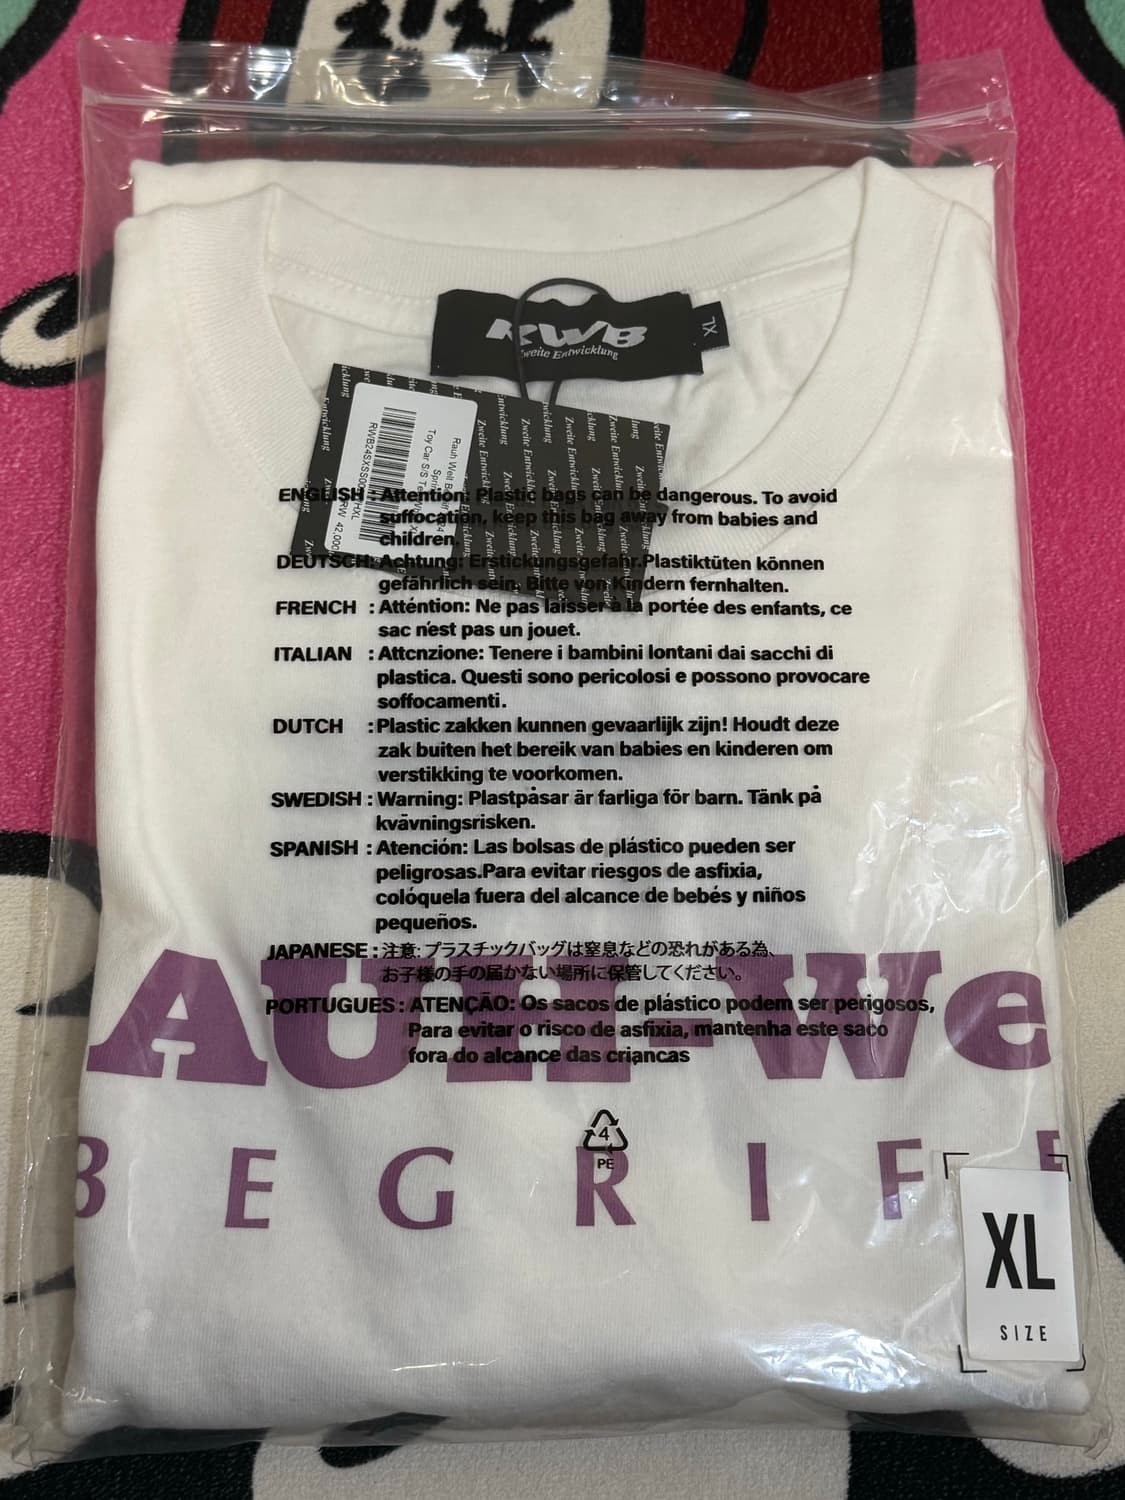 RWB
Zweite Entwicklung
XL
ENGLISH : Attention: Plastic bags can be dangerous. To avoid
suffocation, keep this bag away from babies and
children.
DEUTSCH: Achtung: Erstickungsgefahr.Plastiktüten können
gefährlich sein. Bitte von Kindern fernhalten.
FRENCH : Atténtion: Ne pas laisser a la portée des enfants, ce
sac n'est pas un jouet.
ITALIAN : Attcnzione: Tenere i bambini lontani dai sacchi di
plastica. Questi sono pericolosi e possono provocare
soffocamenti.
DUTCH :Plastic zakken kunnen gevaarlijk zijn! Houdt deze
zak buiten het bereik van babies en kinderen om
verstikking te voorkomen.
SWEDISH : Warning: Plastpåsar är farliga för barn. Tänk på
kvävningsrisken.
SPANISH : Atención: Las bolsas de plástico pueden ser
peligrosas.Para evitar riesgos de asfixia,
colóquela fuera del alcance de bebés y niños
pequeños.
JAPANESE : 注意: プラスチックバッグは窒息などの恐れがある為、
お子様の手の届かない場所に保管してください。
PORTUGUES : ATENÇÃO: Os sacos de plástico podem ser perigosos,
Para evitar o risco de asfixia, mantenha este saco
fora do alcance das criancas
AUH-We
BEGRIF
4
PE
XL
SIZE